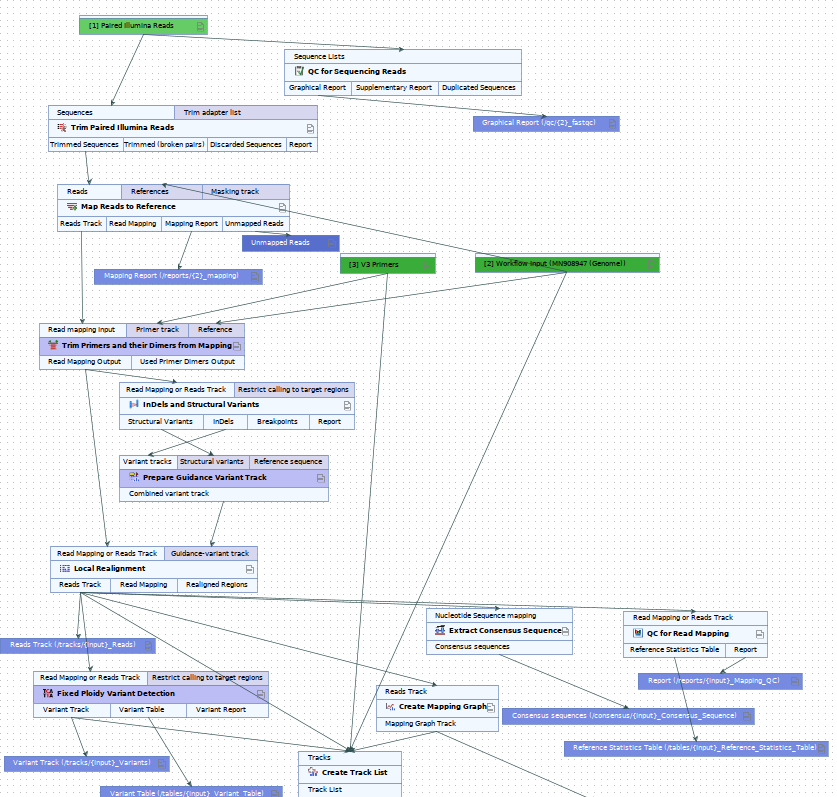 [1] Paired Illumina Reads
Sequence Lists
QC for Sequencing Reads
Graphical Report Supplementary Report Duplicated Sequences
Graphical Report (/qc/{2}_fastqc)
Sequences Trim adapter list
Trim Paired Illumina Reads
Trimmed Sequences Trimmed (broken pairs) Discarded Sequences Report
Reads References Masking track
Map Reads to Reference
Reads Track Read Mapping Mapping Report Unmapped Reads
Unmapped Reads
Mapping Report (/reports/{2}_mapping)
[3] V3 Primers
[2] Workflow Input (MN908947 (Genome))
Read mapping Input Primer track Reference
Trim Primers and their Dimers from Mapping
Read Mapping Output Used Primer Dimers Output
Read Mapping or Reads Track Restrict calling to target regions
InDels and Structural Variants
Structural Variants InDels Breakpoints Report
Variant tracks Structural variants Reference sequence
Prepare Guidance Variant Track
Combined variant track
Read Mapping or Reads Track Guidance-variant track
Local Realignment
Reads Track Read Mapping Realigned Regions
Nucleotide Sequence mapping
Extract Consensus Sequence
Consensus sequences
Read Mapping or Reads Track
QC for Read Mapping
Reference Statistics Table Report
Reads Track (/tracks/{input}_Reads)
Read Mapping or Reads Track Restrict calling to target regions
Fixed Ploidy Variant Detection
Variant Track Variant Table Variant Report
Report (/reports/{input}_Mapping_QC)
Reads Track
Create Mapping Graph
Mapping Graph Track
Consensus sequences (/consensus/{input}_Consensus_Sequence)
Reference Statistics Table (/tables/{input}_Reference_Statistics_Table)
Variant Track (/tracks/{input}_Variants)
Tracks
Create Track List
Track List
Variant Table (/tables/{input}_Variant_Table)